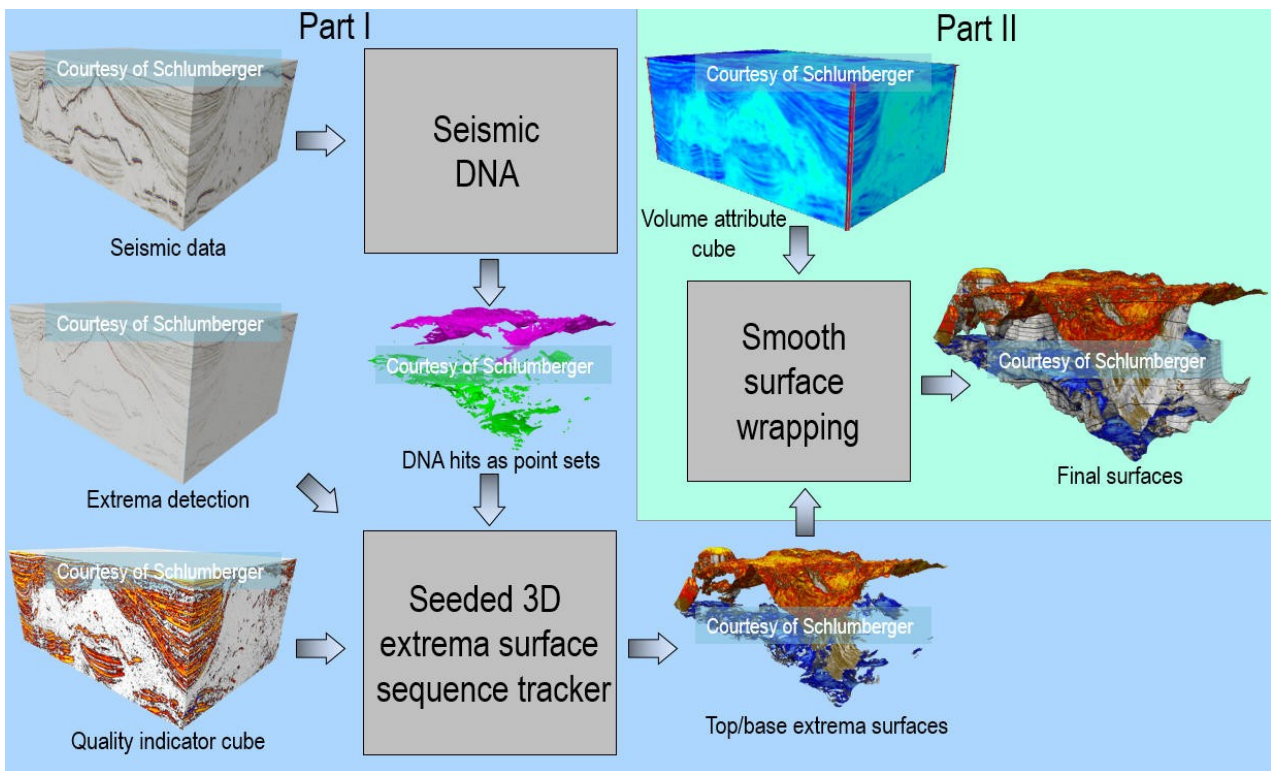 Part I
Courtesy of Schlumberger
Seismic data
Seismic
DNA
Courtesy of Schlumberger
DNA hits as point sets
Courtesy of Schlumberger
Extrema detection
Courtesy of Schlumberger
Quality indicator cube
Seeded 3D
extrema surface
sequence tracker
Courtesy of Schlumberger
Top/base extrema surfaces
Part II
Courtesy of Schlumberger
Volume attribute
cube
Smooth
surface
wrapping
Courtesy of Schlumberger
Final surfaces